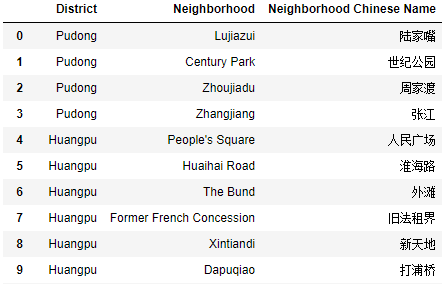 District Neighborhood Neighborhood Chinese Name
0 Pudong Lujiazui 陆家嘴
1 Pudong Century Park 世纪公园
2 Pudong Zhoujiadu 周家渡
3 Pudong Zhangjiang 张江
4 Huangpu People's Square 人民广场
5 Huangpu Huaihai Road 淮海路
6 Huangpu The Bund 外滩
7 Huangpu Former French Concession 旧法租界
8 Huangpu Xintiandi 新天地
9 Huangpu Dapuqiao 打浦桥